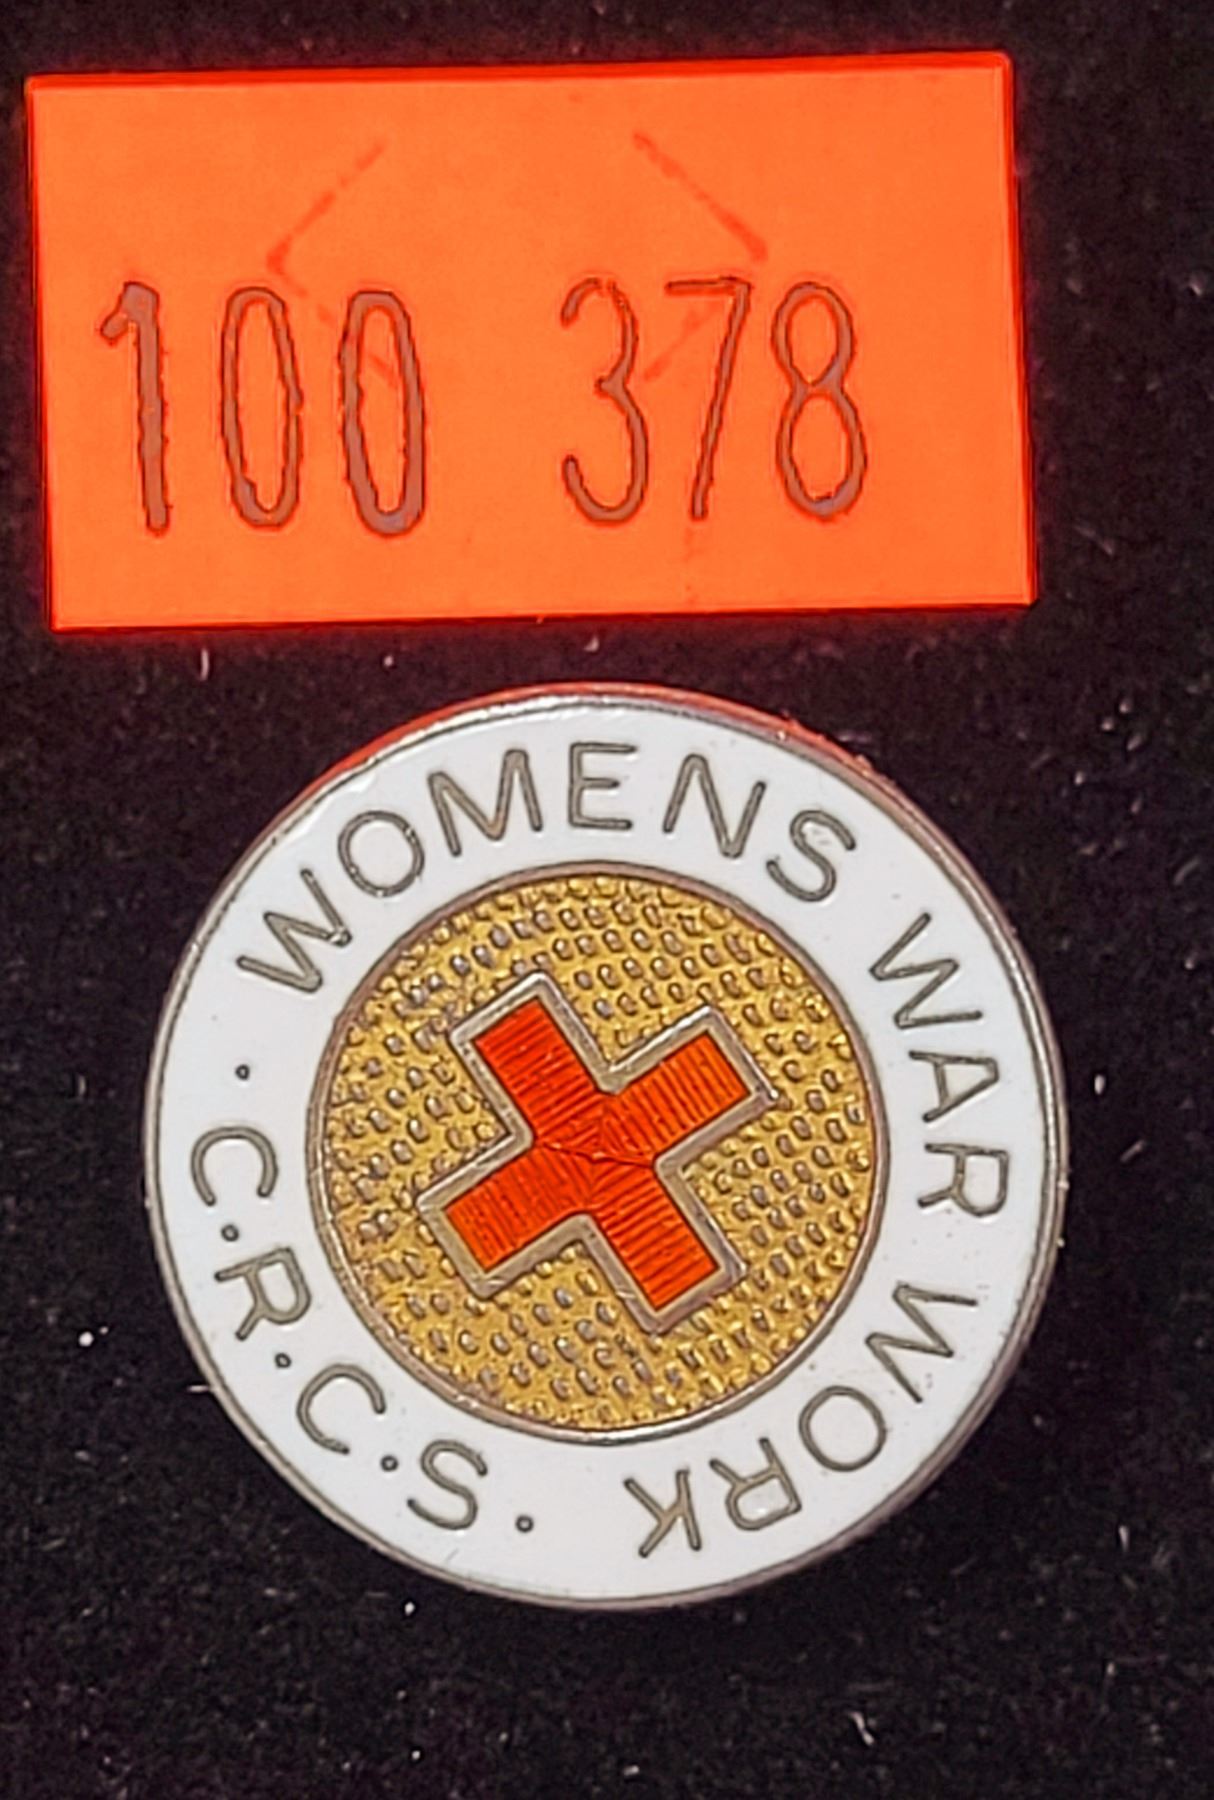 100 378
WOMENS WAR WORK
· C.R.C.S. ·